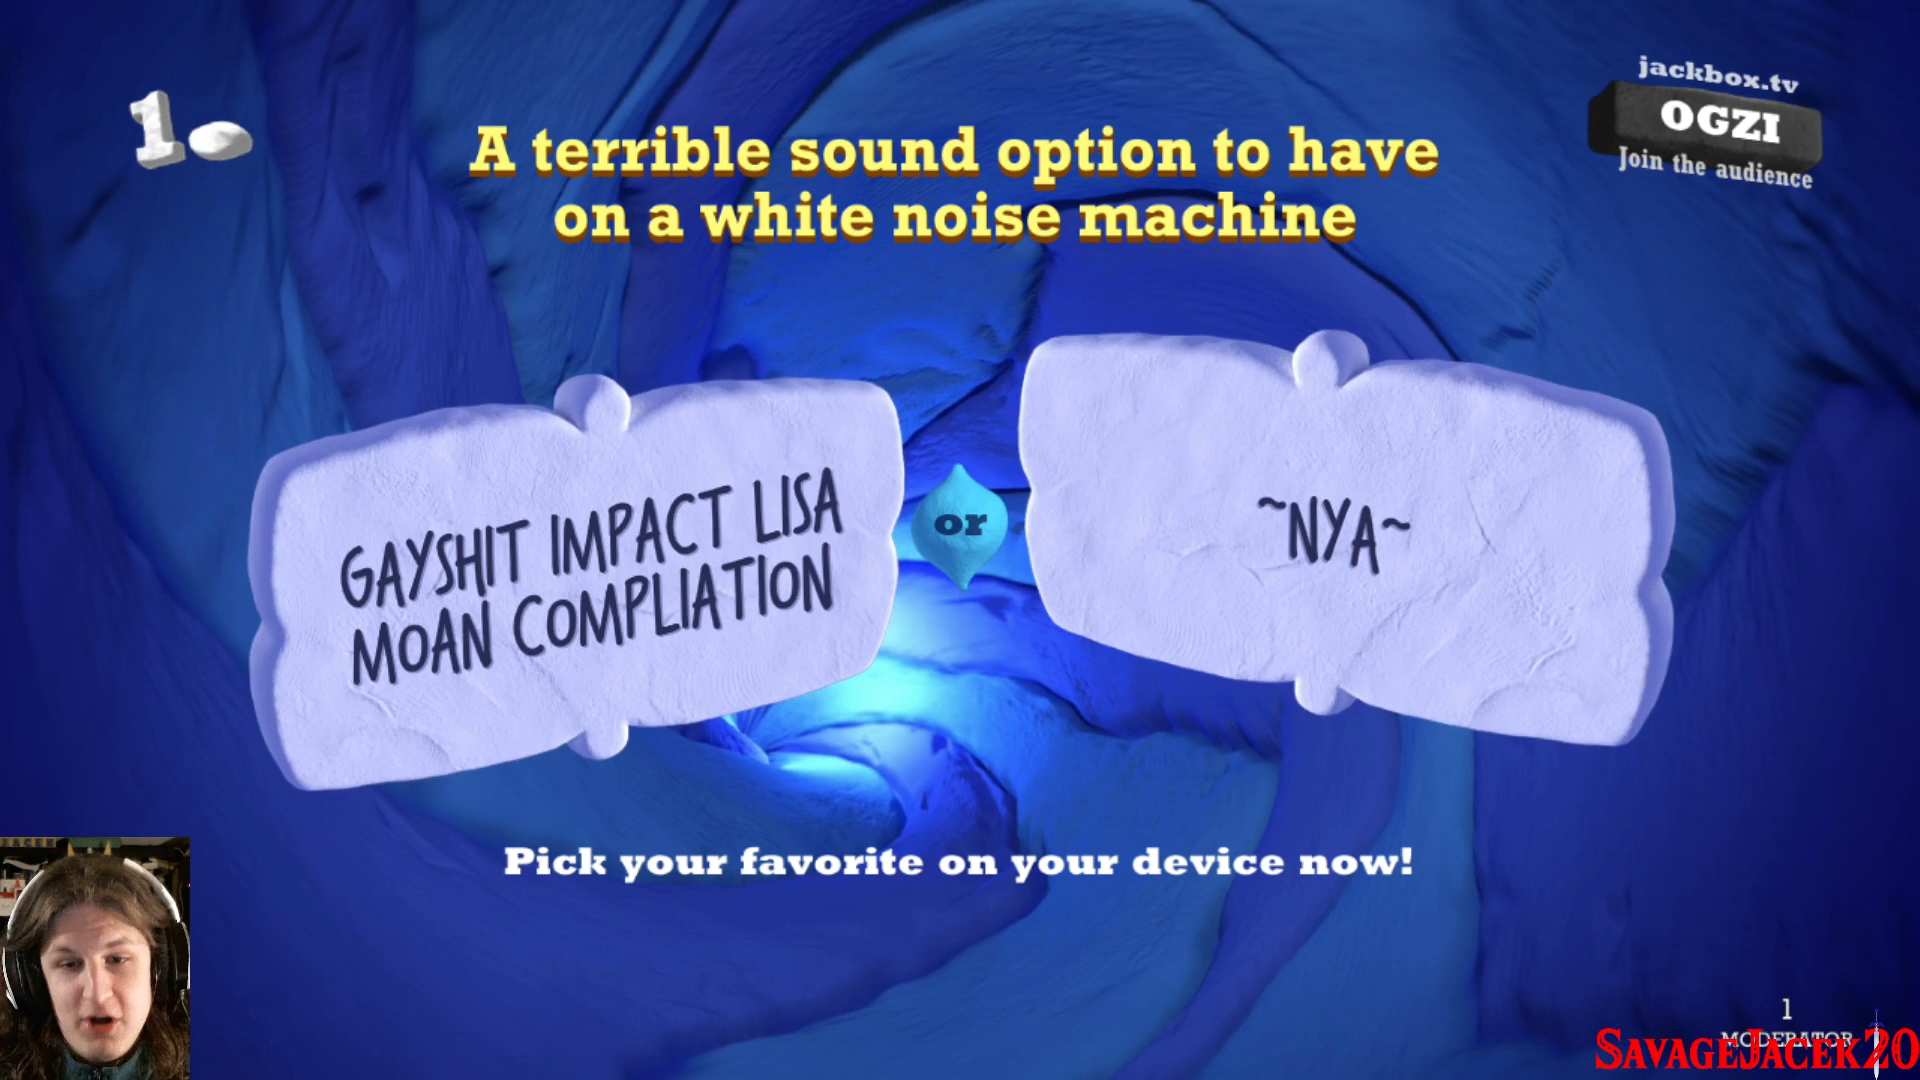 jackbox.tv
OGZI
Join the audience
1.
A terrible sound option to have
on a white noise machine
GAYSHIT IMPACT LISA
MOAN COMPLIATION
or
~NYA~
Pick your favorite on your device now!
1
MODERATOR
SAVAGEJACEK20